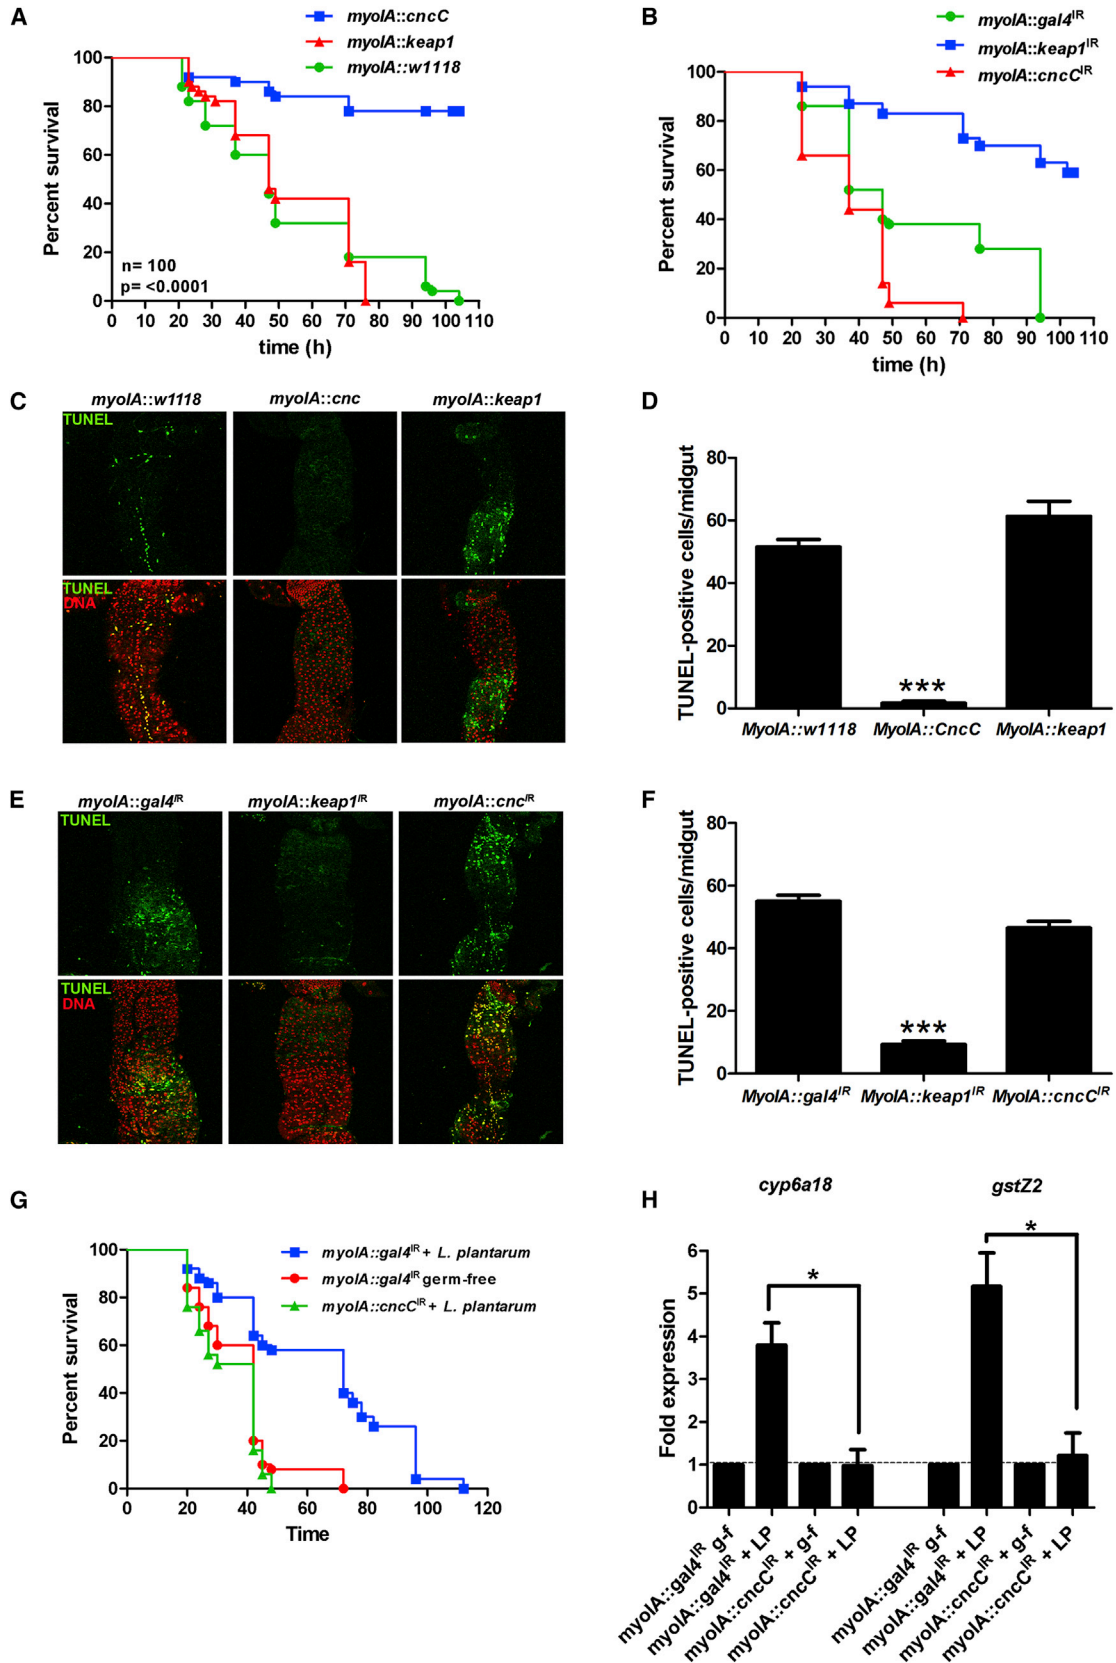 A
myoIA::cncC
myoIA::keap1
myoIA::w1118
Percent survival
100
80
60
40
20
0
n= 100
p= <0.0001
0 10 20 30 40 50 60 70 80 90 100 110
time (h)
B
myoIA::gal4IR
myoIA::keap1IR
myoIA::cncCIR
Percent survival
100
80
60
40
20
0
0 10 20 30 40 50 60 70 80 90 100 110
time (h)
C
myoIA::w1118 myoIA::cnc myoIA::keap1
TUNEL
TUNEL
DNA
D
TUNEL-positive cells/midgut
80
60
40
20
0
***
MyoIA::w1118 MyoIA::CncC MyoIA::keap1
E
myoIA::gal4IR myoIA::keap1IR myoIA::cncIR
TUNEL
TUNEL
DNA
F
TUNEL-positive cells/midgut
80
60
40
20
0
***
MyoIA::gal4IR MyoIA::keap1IR MyoIA::cncCIR
G
myoIA::gal4IR + L. plantarum
myoIA::gal4IR germ-free
myoIA::cncCIR + L. plantarum
Percent survival
100
80
60
40
20
0
0 20 40 60 80 100 120
Time
H
cyp6a18 gstZ2
Fold expression
6
5
4
3
2
1
0
* *
myoIA::gal4IR g-f
myoIA::gal4IR + LP
myoIA::cncCIR + g-f
myoIA::cncCIR + LP
myoIA::gal4IR g-f
myoIA::gal4IR + LP
myoIA::cncCIR + g-f
myoIA::cncCIR + LP